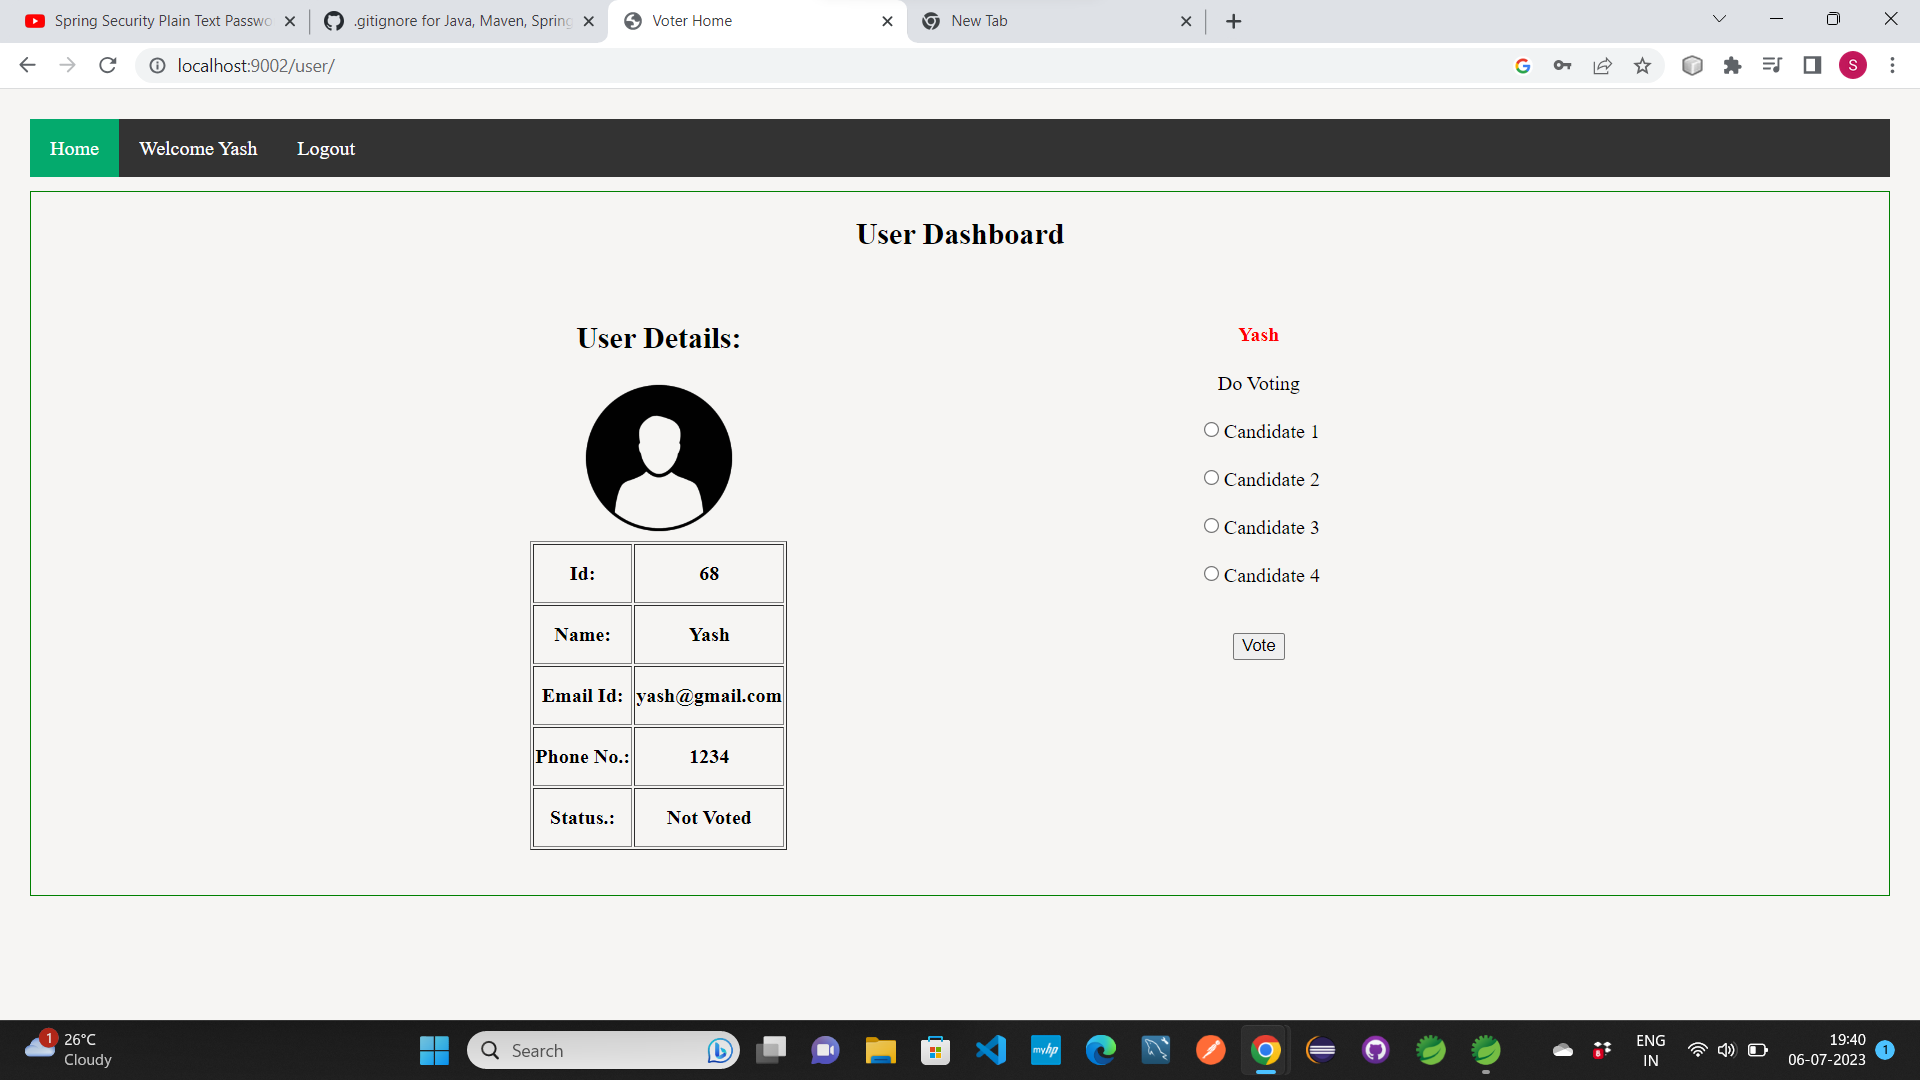 Spring Security Plain Text Passwo
.gitignore for Java, Maven, Spring
Voter Home
New Tab
localhost:9002/user/
S
Home
Welcome Yash
Logout
User Dashboard
User Details:
Id:
68
Name:
Yash
Email Id:
yash@gmail.com
Phone No.:
1234
Status.:
Not Voted
Yash
Do Voting
Candidate 1
Candidate 2
Candidate 3
Candidate 4
Vote
1
26°C
Cloudy
Search
myhp
8
ENG
IN
19:40
06-07-2023
1